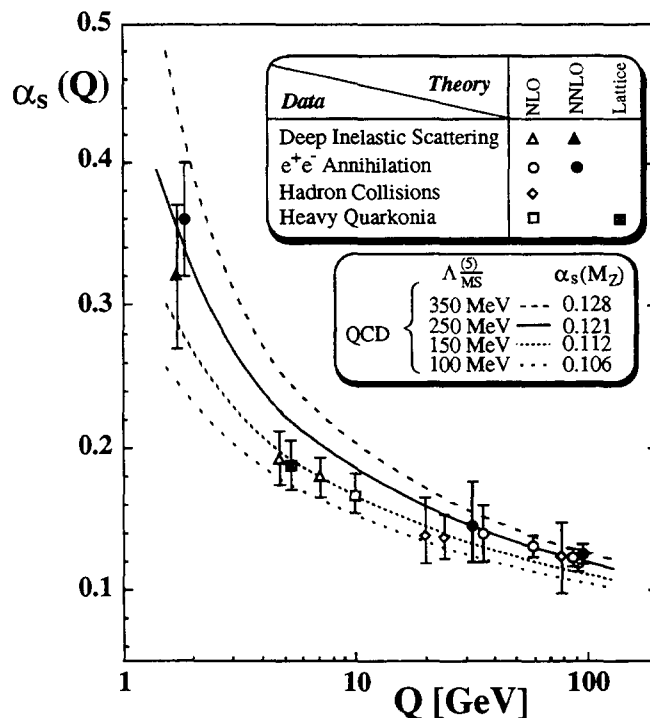 0.5
α_s (Q)
0.4
0.3
0.2
0.1
Theory
Data
NLO
NNLO
Lattice
Deep Inelastic Scattering
e⁺e⁻ Annihilation
Hadron Collisions
Heavy Quarkonia
Λ_MS^(5) α_s(M_Z)
350 MeV 0.128
QCD { 250 MeV 0.121
150 MeV 0.112
100 MeV 0.106
1 10 100
Q [GeV]